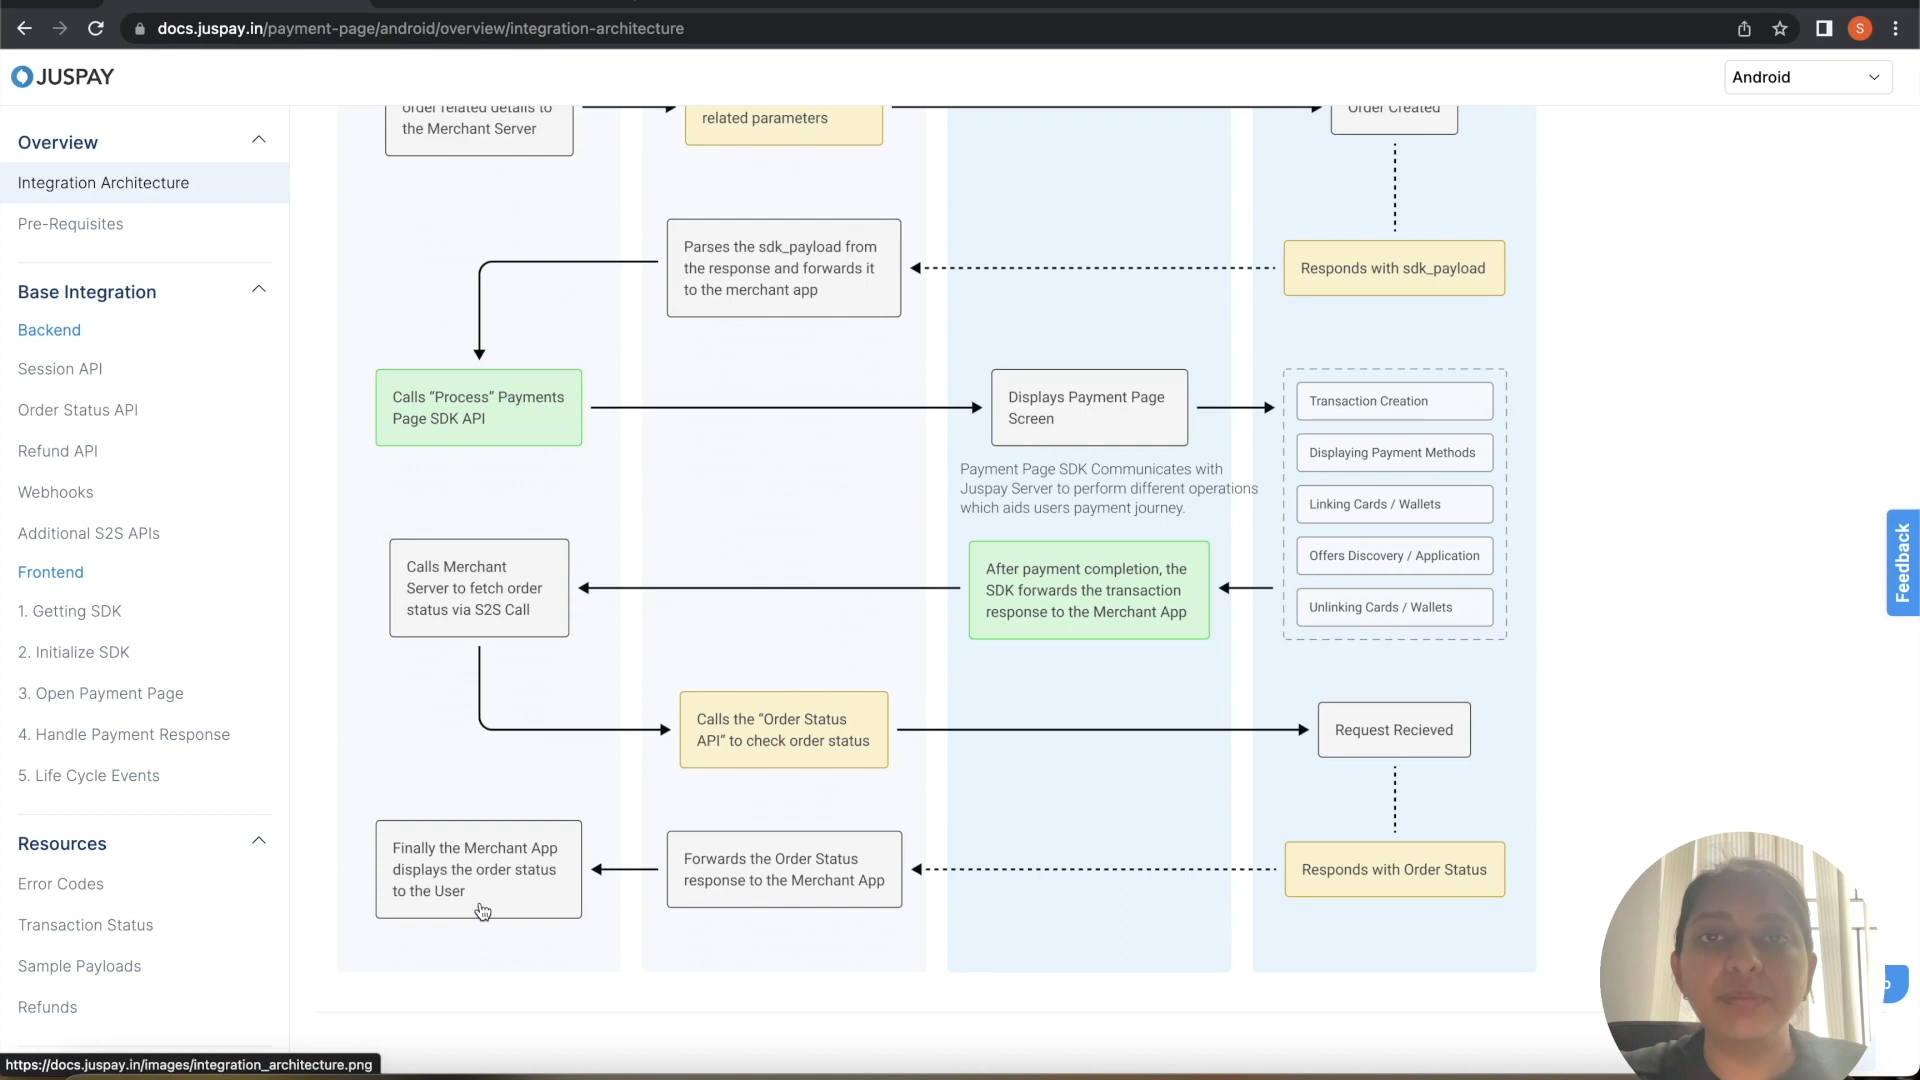 docs.juspay.in/payment-page/android/overview/integration-architecture
S
JUSPAY
Android
Overview
Integration Architecture
Pre-Requisites
Base Integration
Backend
Session API
Order Status API
Refund API
Webhooks
Additional S2S APIs
Frontend
1. Getting SDK
2. Initialize SDK
3. Open Payment Page
4. Handle Payment Response
5. Life Cycle Events
Resources
Error Codes
Transaction Status
Sample Payloads
Refunds
order related details to
the Merchant Server
related parameters
Order Created
Parses the sdk_payload from
the response and forwards it
to the merchant app
Responds with sdk_payload
Calls “Process” Payments
Page SDK API
Displays Payment Page
Screen
Payment Page SDK Communicates with
Juspay Server to perform different operations
which aids users payment journey.
Transaction Creation
Displaying Payment Methods
Linking Cards / Wallets
Offers Discovery / Application
Unlinking Cards / Wallets
Calls Merchant
Server to fetch order
status via S2S Call
After payment completion, the
SDK forwards the transaction
response to the Merchant App
Calls the “Order Status
API” to check order status
Request Recieved
Finally the Merchant App
displays the order status
to the User
Forwards the Order Status
response to the Merchant App
Responds with Order Status
Feedback
https://docs.juspay.in/images/integration_architecture.png